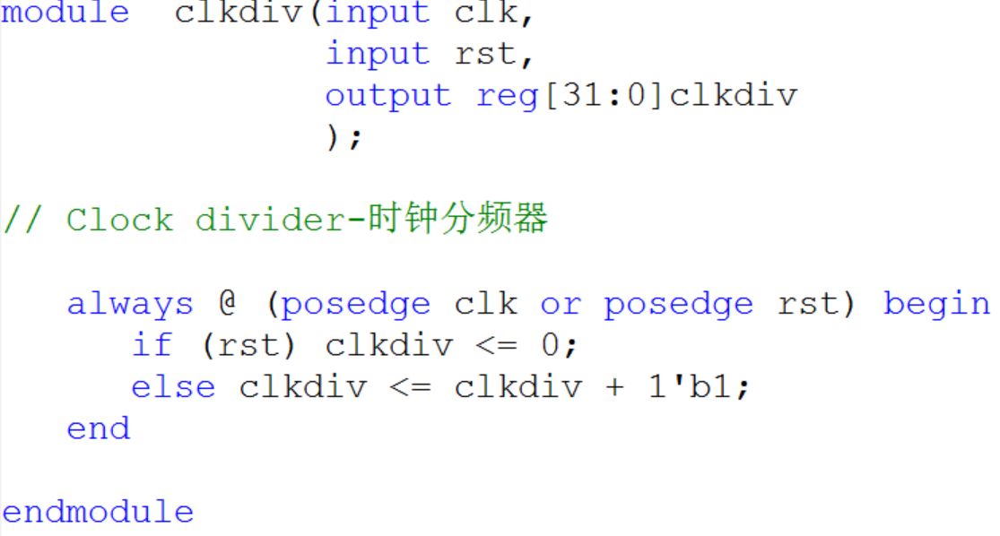 module  clkdiv(input clk,
input rst,
output reg[31:0]clkdiv
);
// Clock divider-时钟分频器
always @ (posedge clk or posedge rst) begin
if (rst) clkdiv <= 0;
else clkdiv <= clkdiv + 1'b1;
end
endmodule